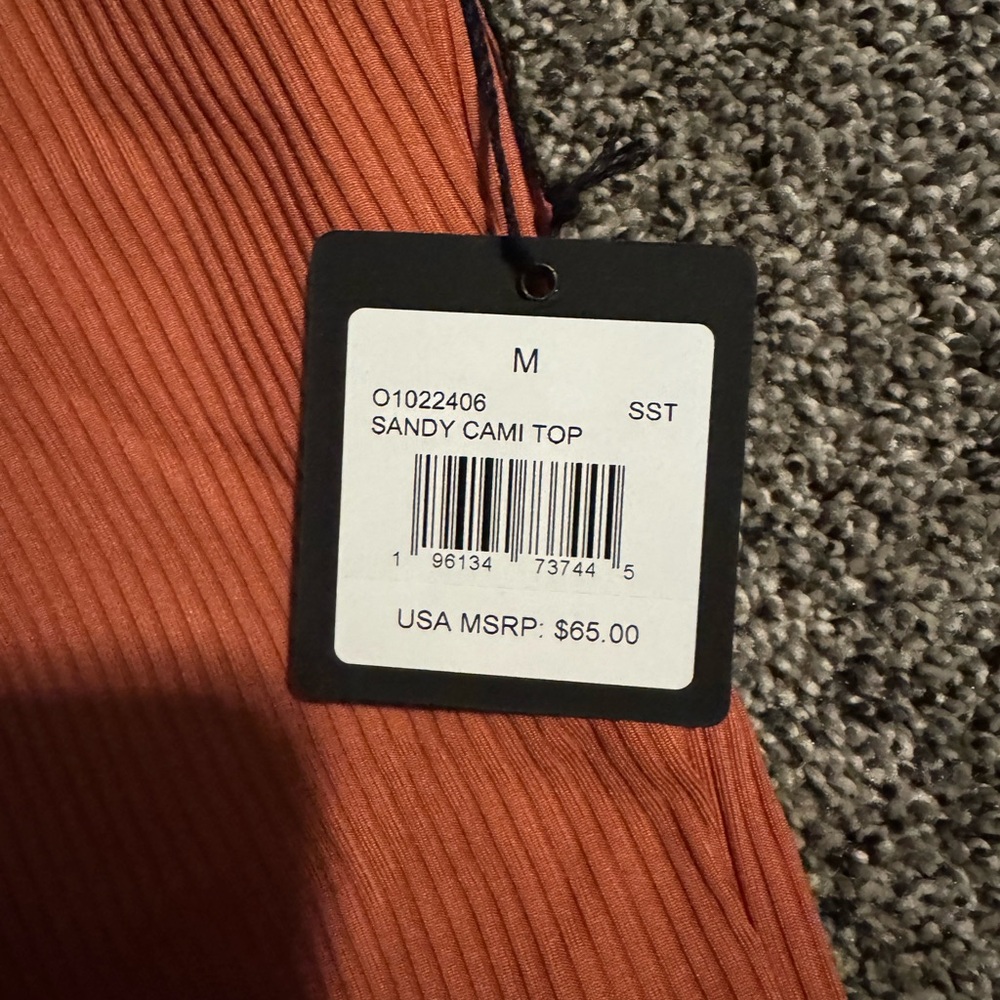 M
O1022406
SST
SANDY CAMI TOP
1 96134 73744 5
USA MSRP: $65.00